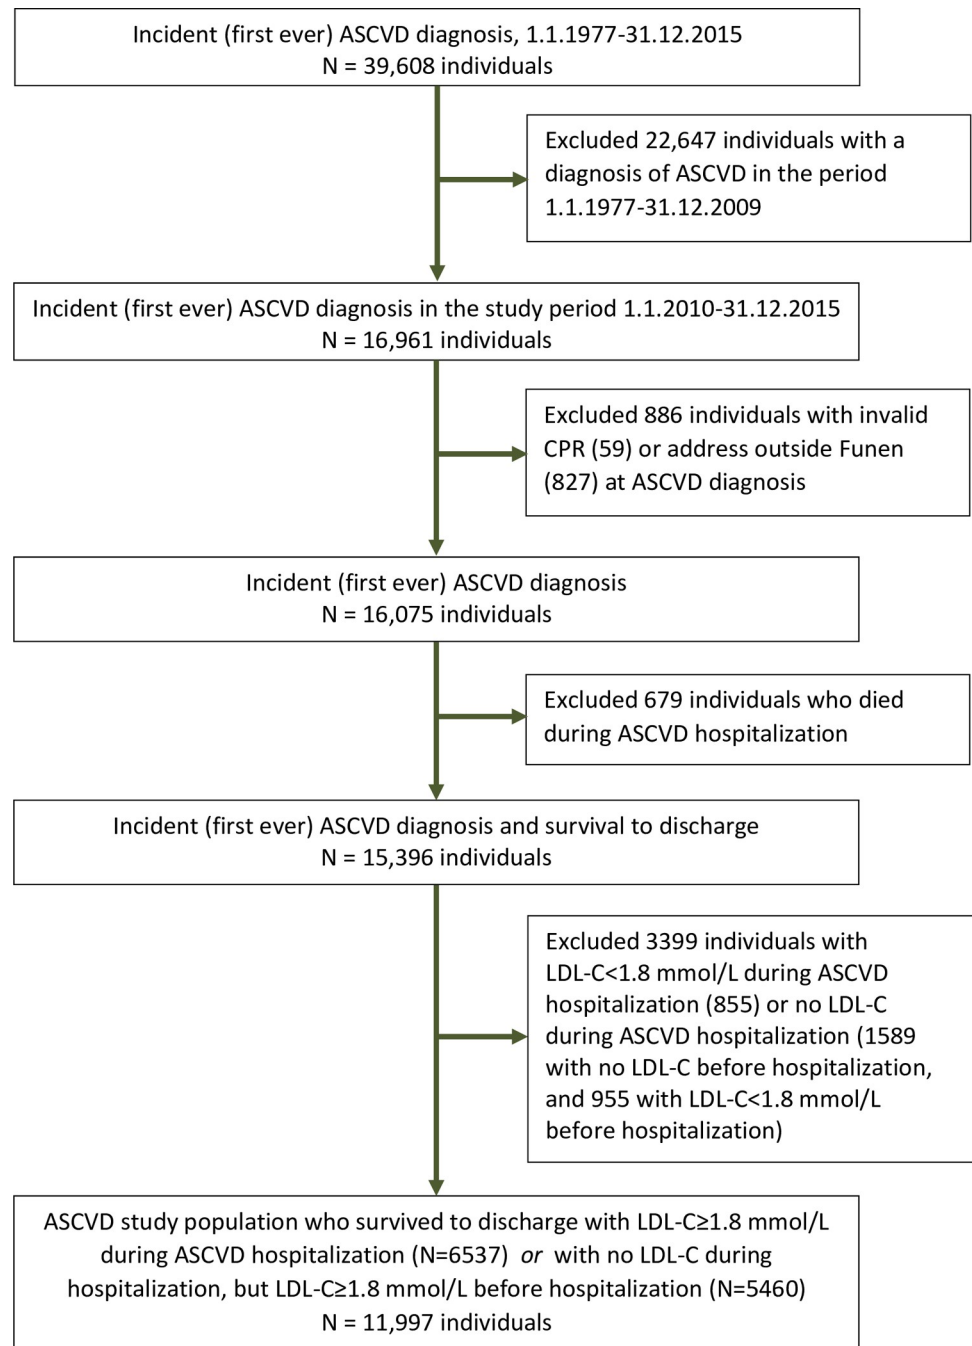 Incident (first ever) ASCVD diagnosis, 1.1.1977-31.12.2015
N = 39,608 individuals
Excluded 22,647 individuals with a
diagnosis of ASCVD in the period
1.1.1977-31.12.2009
Incident (first ever) ASCVD diagnosis in the study period 1.1.2010-31.12.2015
N = 16,961 individuals
Excluded 886 individuals with invalid
CPR (59) or address outside Funen
(827) at ASCVD diagnosis
Incident (first ever) ASCVD diagnosis
N = 16,075 individuals
Excluded 679 individuals who died
during ASCVD hospitalization
Incident (first ever) ASCVD diagnosis and survival to discharge
N = 15,396 individuals
Excluded 3399 individuals with
LDL-C<1.8 mmol/L during ASCVD
hospitalization (855) or no LDL-C
during ASCVD hospitalization (1589
with no LDL-C before hospitalization,
and 955 with LDL-C<1.8 mmol/L
before hospitalization)
ASCVD study population who survived to discharge with LDL-C≥1.8 mmol/L
during ASCVD hospitalization (N=6537) or with no LDL-C during
hospitalization, but LDL-C≥1.8 mmol/L before hospitalization (N=5460)
N = 11,997 individuals